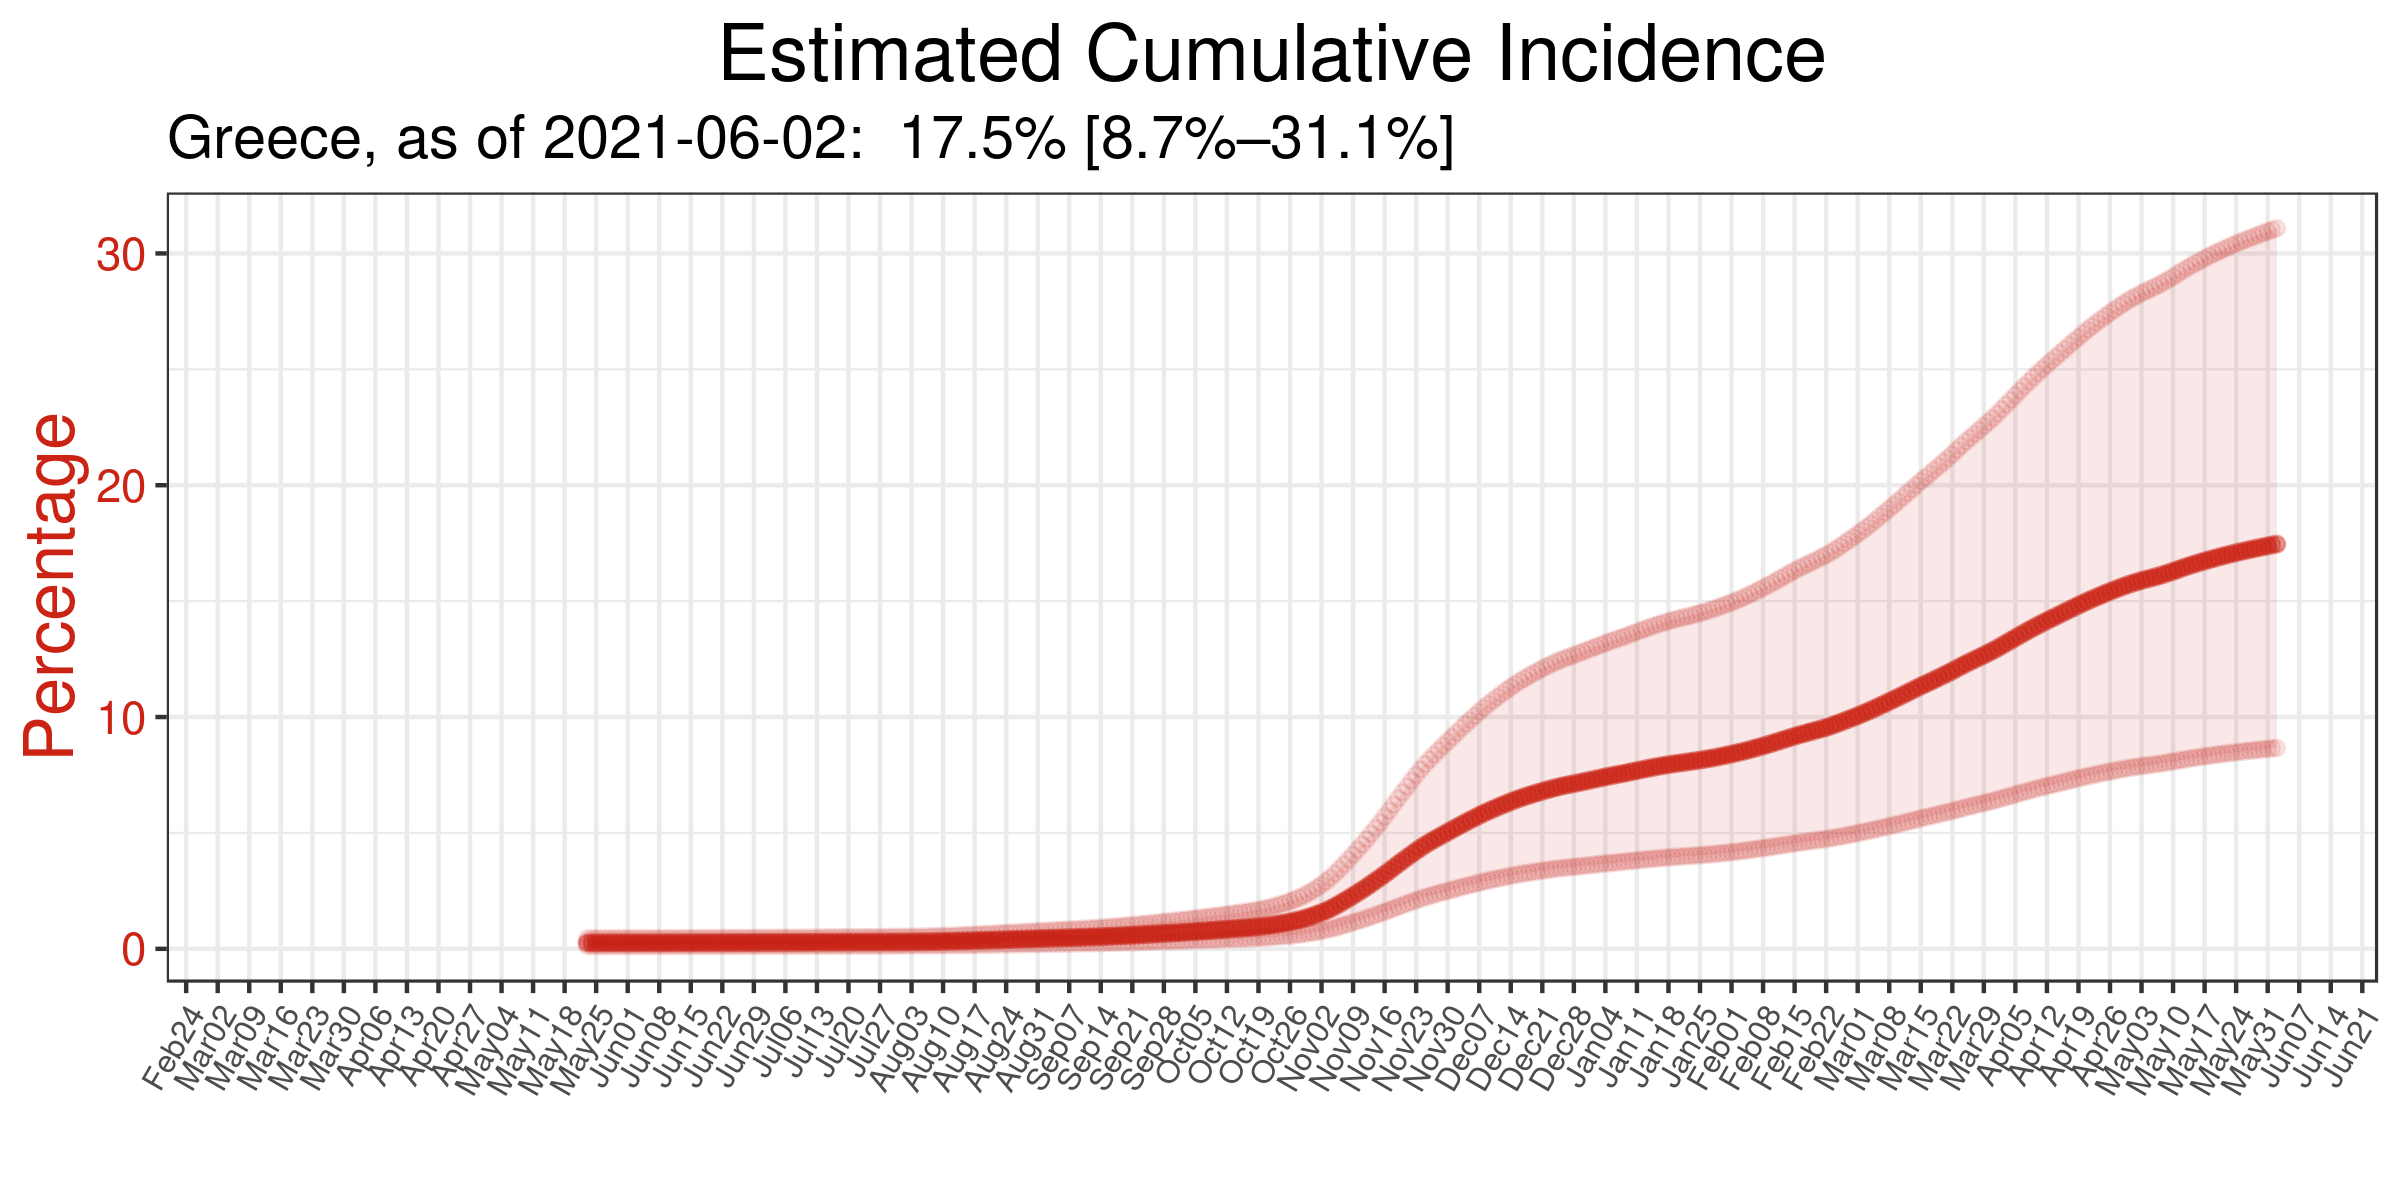 Estimated Cumulative Incidence
Greece, as of 2021-06-02: 17.5% [8.7%–31.1%]
Percentage
30
20
10
0
Feb24 Mar02 Mar09 Mar16 Mar23 Mar30 Apr06 Apr13 Apr20 Apr27 May04 May11 May18 May25 Jun01 Jun08 Jun15 Jun22 Jun29 Jul06 Jul13 Jul20 Jul27 Aug03 Aug10 Aug17 Aug24 Aug31 Sep07 Sep14 Sep21 Sep28 Oct05 Oct12 Oct19 Oct26 Nov02 Nov09 Nov16 Nov23 Nov30 Dec07 Dec14 Dec21 Dec28 Jan04 Jan11 Jan18 Jan25 Feb01 Feb08 Feb15 Feb22 Mar01 Mar08 Mar15 Mar22 Mar29 Apr05 Apr12 Apr19 Apr26 May03 May10 May17 May24 May31 Jun07 Jun14 Jun21